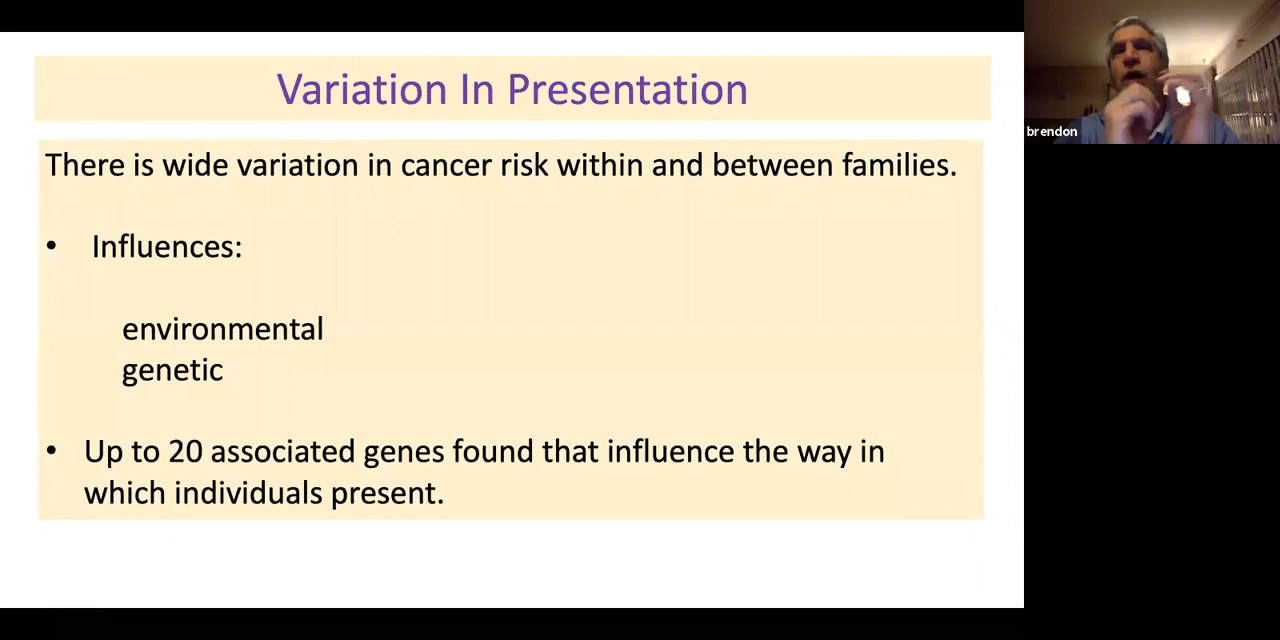 Variation In Presentation
There is wide variation in cancer risk within and between families.
• Influences:
environmental
genetic
• Up to 20 associated genes found that influence the way in
which individuals present.
brendon